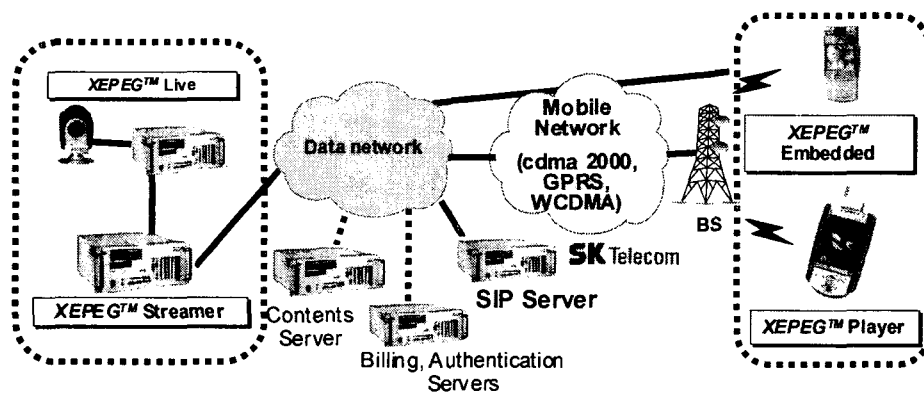 XEPEG™ Live
XEPEG™ Streamer
Data network
Contents
Server
Billing, Authentication
Servers
SIP Server
SK Telecom
Mobile
Network
(cdma 2000,
GPRS,
WCDMA)
BS
XEPEG™
Embedded
XEPEG™ Player